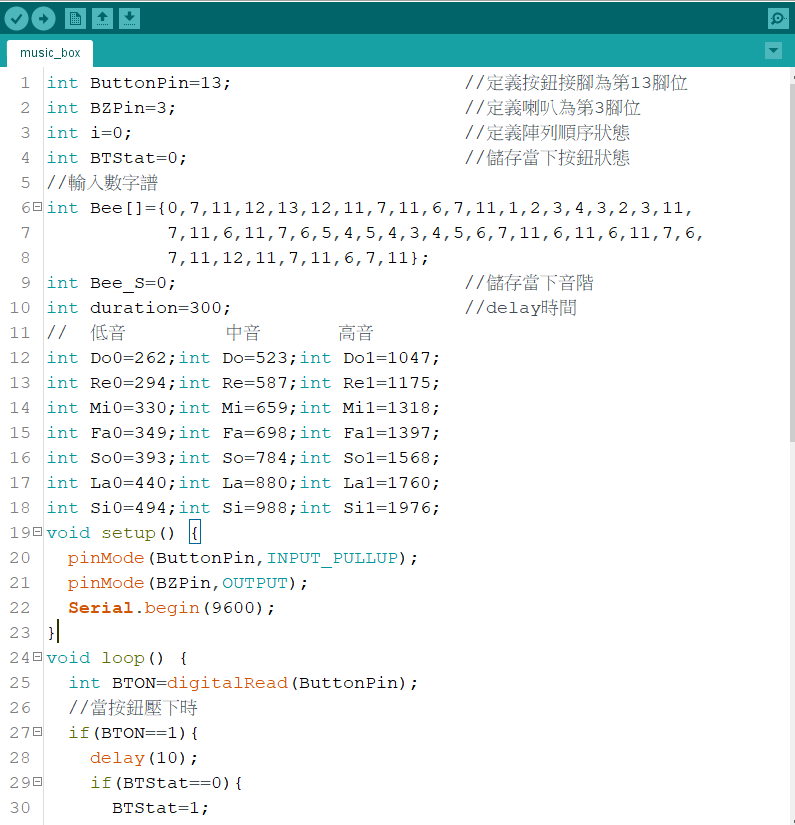 music_box
1 int ButtonPin=13; //定義按鈕接腳為第13腳位
2 int BZPin=3; //定義喇叭為第3腳位
3 int i=0; //定義陣列順序狀態
4 int BTStat=0; //儲存當下按鈕狀態
5 //輸入數字譜
6 int Bee[]={0,7,11,12,13,12,11,7,11,6,7,11,1,2,3,4,3,2,3,11,
7 7,11,6,11,7,6,5,4,5,4,3,4,5,6,7,11,6,11,6,11,7,6,
8 7,11,12,11,7,11,6,7,11};
9 int Bee_S=0; //儲存當下音階
10 int duration=300; //delay時間
11 // 低音 中音 高音
12 int Do0=262;int Do=523;int Do1=1047;
13 int Re0=294;int Re=587;int Re1=1175;
14 int Mi0=330;int Mi=659;int Mi1=1318;
15 int Fa0=349;int Fa=698;int Fa1=1397;
16 int So0=393;int So=784;int So1=1568;
17 int La0=440;int La=880;int La1=1760;
18 int Si0=494;int Si=988;int Si1=1976;
19 void setup() {
20 pinMode(ButtonPin,INPUT_PULLUP);
21 pinMode(BZPin,OUTPUT);
22 Serial.begin(9600);
23 }
24 void loop() {
25 int BTON=digitalRead(ButtonPin);
26 //當按鈕壓下時
27 if(BTON==1){
28 delay(10);
29 if(BTStat==0){
30 BTStat=1;